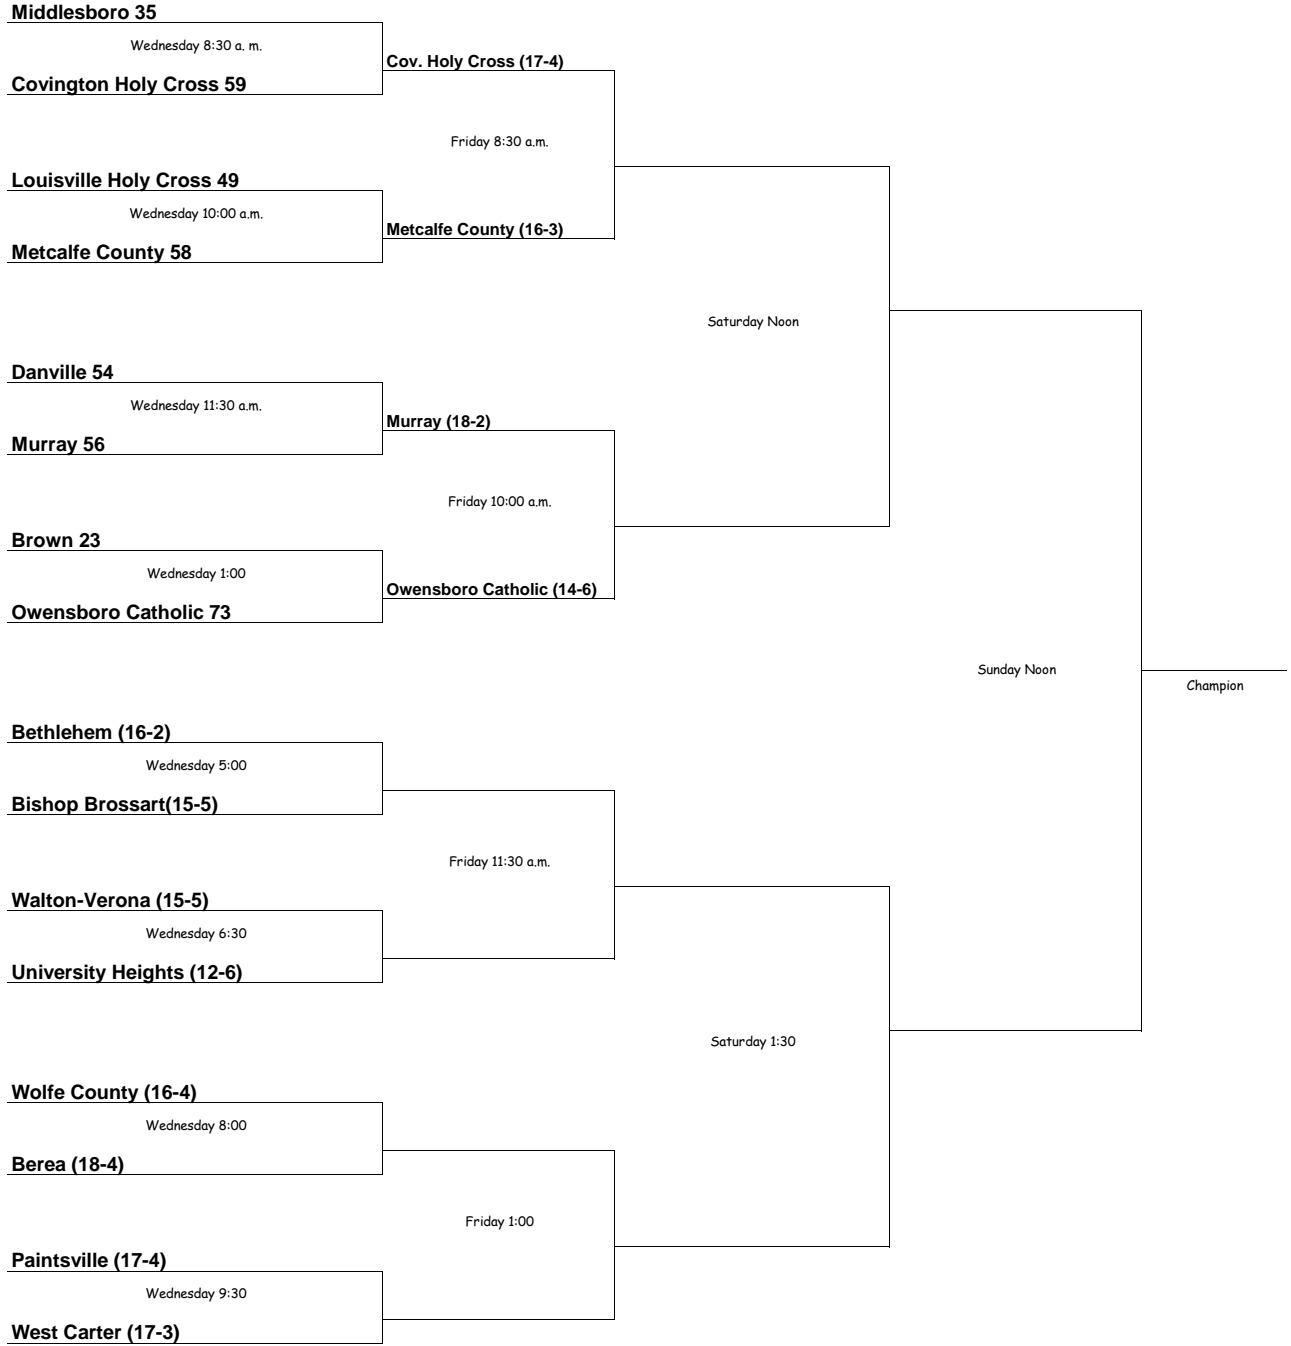 Middlesboro 35
Wednesday 8:30 a. m.
Cov. Holy Cross (17-4)
Covington Holy Cross 59
Friday 8:30 a.m.
Louisville Holy Cross 49
Wednesday 10:00 a.m.
Metcalfe County (16-3)
Metcalfe County 58
Saturday Noon
Danville 54
Wednesday 11:30 a.m.
Murray (18-2)
Murray 56
Friday 10:00 a.m.
Brown 23
Wednesday 1:00
Owensboro Catholic (14-6)
Owensboro Catholic 73
Sunday Noon
Champion
Bethlehem (16-2)
Wednesday 5:00
Bishop Brossart(15-5)
Friday 11:30 a.m.
Walton-Verona (15-5)
Wednesday 6:30
University Heights (12-6)
Saturday 1:30
Wolfe County (16-4)
Wednesday 8:00
Berea (18-4)
Friday 1:00
Paintsville (17-4)
Wednesday 9:30
West Carter (17-3)